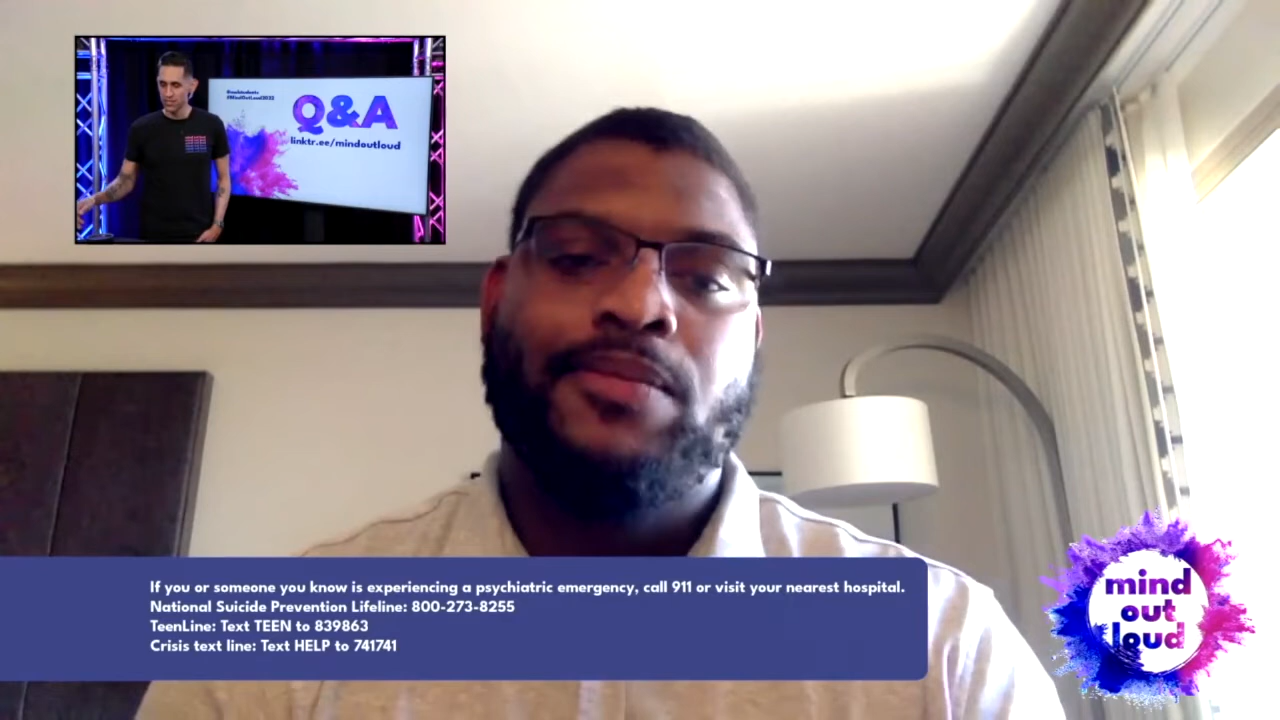 Q&A
linktr.ee/mindoutloud
If you or someone you know is experiencing a psychiatric emergency, call 911 or visit your nearest hospital.
National Suicide Prevention Lifeline: 800-273-8255
TeenLine: Text TEEN to 839863
Crisis text line: Text HELP to 741741
mind
out
loud